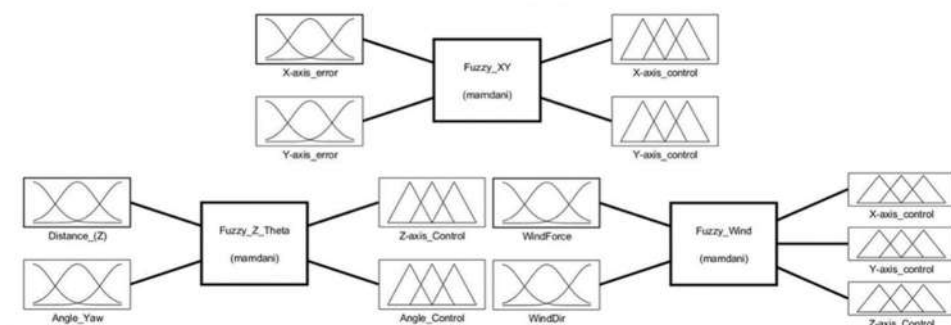 X-axis_error
Fuzzy_XY
(mamdani)
X-axis_control
Y-axis_error
Y-axis_control
Distance_(Z)
Fuzzy_Z_Theta
(mamdani)
Z-axis_Control
Angle_Yaw
Angle_Control
WindForce
Fuzzy_Wind
(mamdani)
X-axis_control
Y-axis_control
WindDir
Z-axis_Control